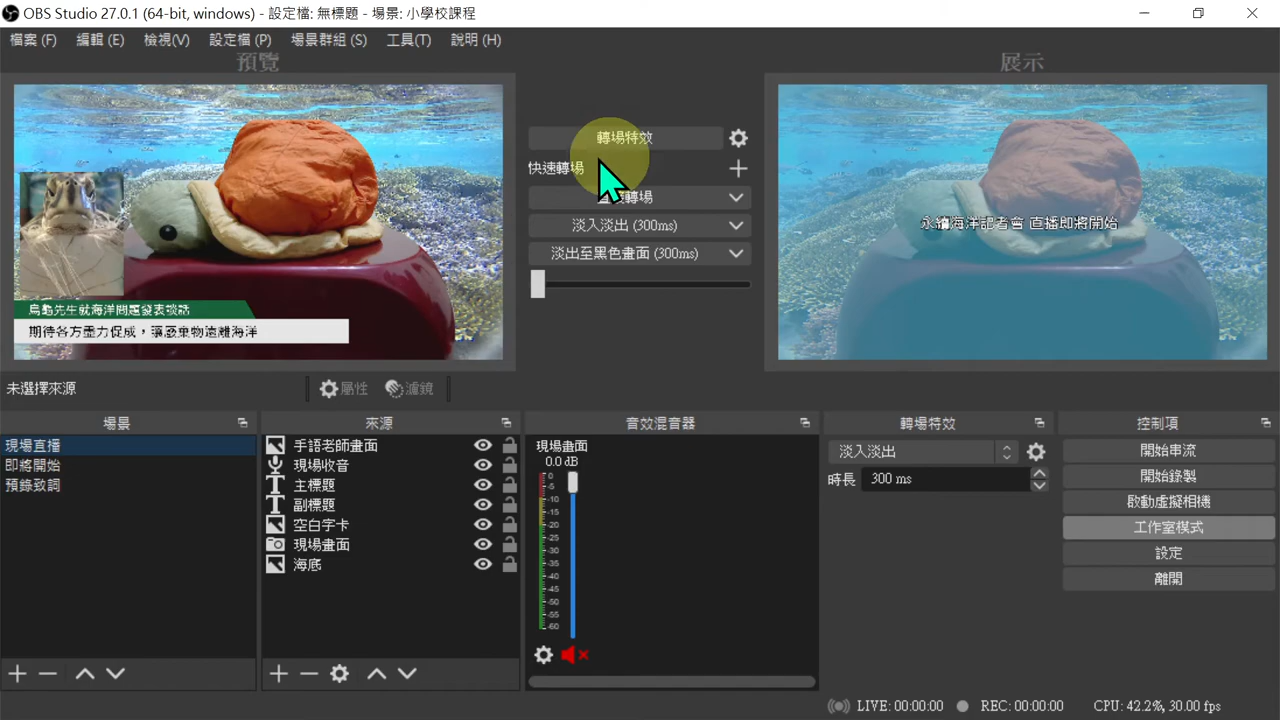 OBS Studio 27.0.1 (64-bit, windows) - 設定檔: 無標題 - 場景: 小學校課程
檔案 (F) 編輯 (E) 檢視(V) 設定檔 (P) 場景群組 (S) 工具(T) 說明 (H)
預覽
展示
烏龜先生就海洋問題發表談話
期待各方盡力促成，讓惡棄物遠離海洋
轉場特效
快速轉場
轉場
淡入淡出 (300ms)
淡出至黑色畫面 (300ms)
永續海洋記者會 直播即將開始
未選擇來源
屬性
濾鏡
場景
現場直播
即將開始
預錄致詞
來源
手語老師畫面
現場收音
主標題
副標題
空白字卡
現場畫面
海底
音效混音器
現場畫面
0.0 dB
0
-5
-10
-15
-20
-25
-30
-35
-40
-45
-50
-55
-60
轉場特效
淡入淡出
時長 300 ms
控制項
開始串流
開始錄製
啟動虛擬相機
工作室模式
設定
離開
LIVE: 00:00:00 REC: 00:00:00 CPU: 42.2%, 30.00 fps